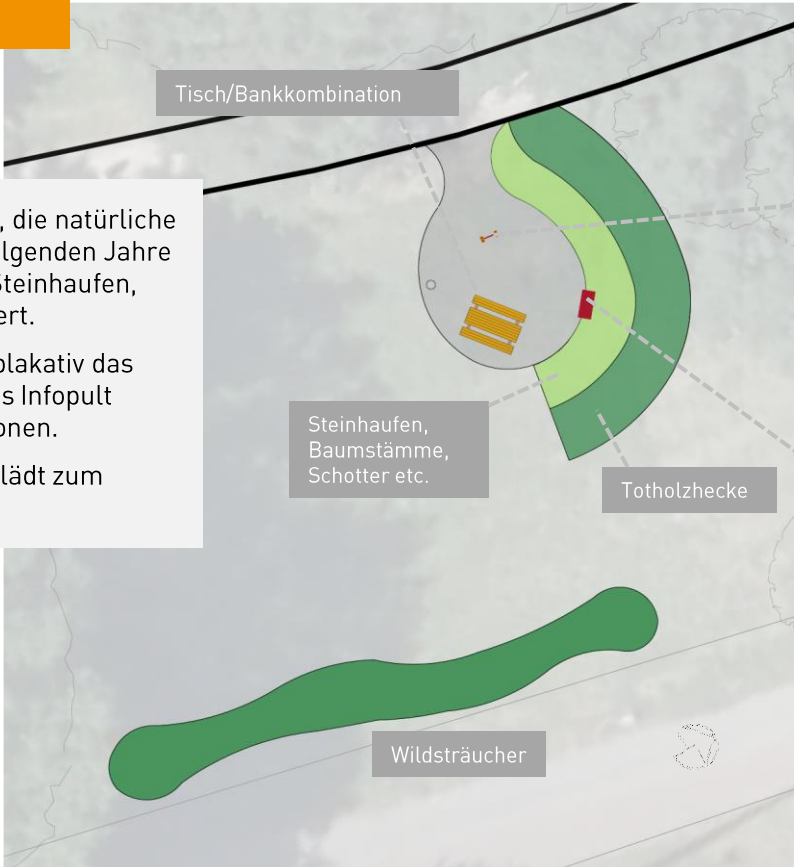 Tisch/Bankkombination
, die natürliche
lgenden Jahre
Steinhaufen,
ert.
plakativ das
s Infopult
onen.
lädt zum
Steinhaufen,
Baumstämme,
Schotter etc.
Totholzhecke
Wildsträucher